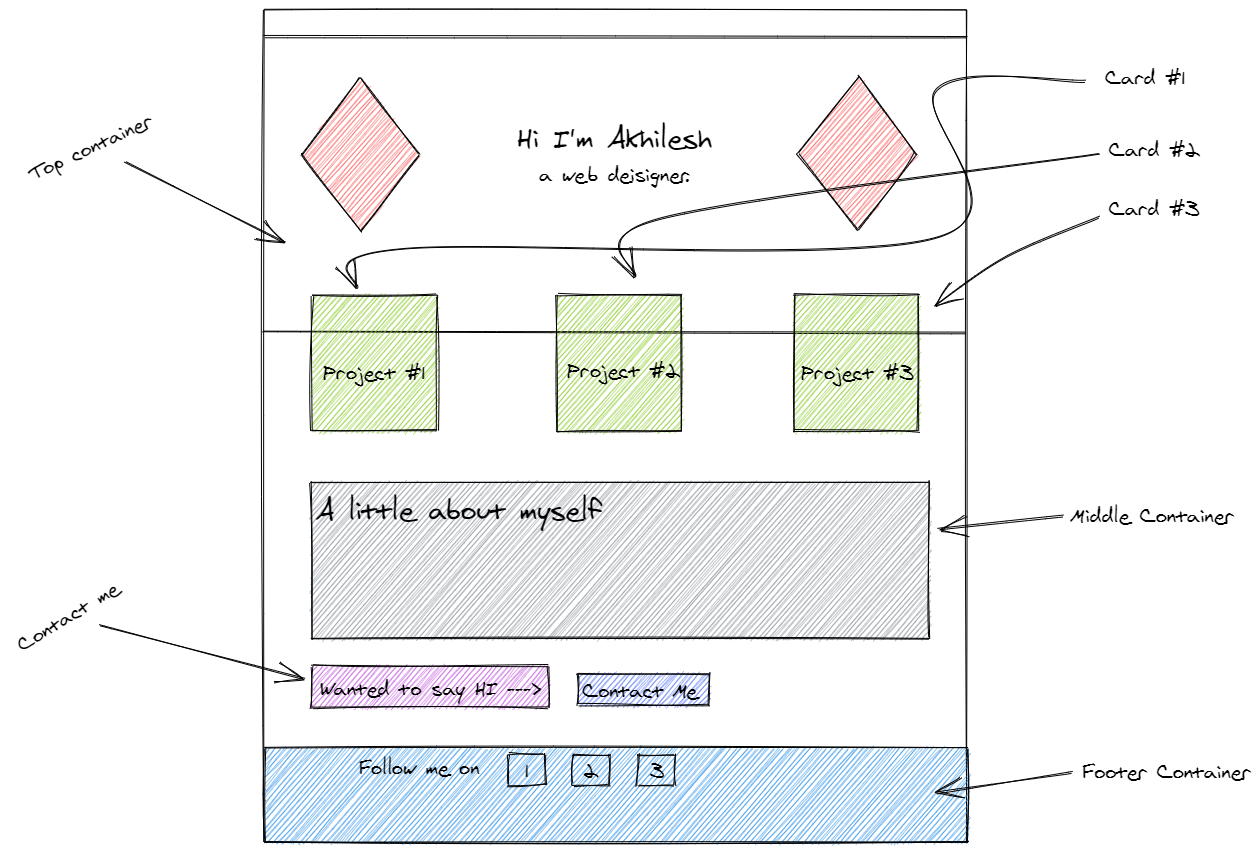 Card #1
Top container
Hi I'm Akhilesh
a web deisigner.
Card #2
Card #3
Project #1
Project #2
Project #3
A little about myself
Middle Container
Contact me
Wanted to say HI --->
Contact Me
Follow me on 1 2 3
Footer Container